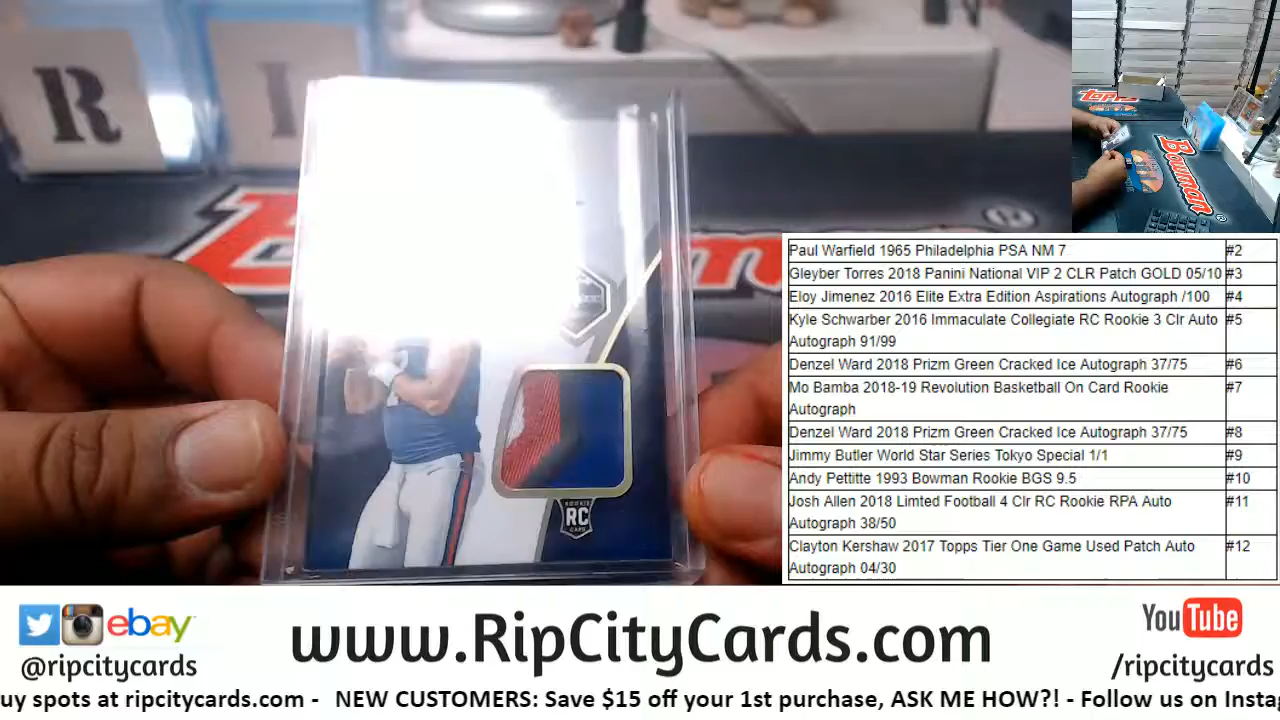 R
Topps
Bowman
Paul Warfield 1965 Philadelphia PSA NM 7 #2
Gleyber Torres 2018 Panini National VIP 2 CLR Patch GOLD 05/10 #3
Eloy Jimenez 2016 Elite Extra Edition Aspirations Autograph /100 #4
Kyle Schwarber 2016 Immaculate Collegiate RC Rookie 3 Clr Auto #5
Autograph 91/99
Denzel Ward 2018 Prizm Green Cracked Ice Autograph 37/75 #6
Mo Bamba 2018-19 Revolution Basketball On Card Rookie #7
Autograph
Denzel Ward 2018 Prizm Green Cracked Ice Autograph 37/75 #8
Jimmy Butler World Star Series Tokyo Special 1/1 #9
Andy Pettitte 1993 Bowman Rookie BGS 9.5 #10
Josh Allen 2018 Limted Football 4 Clr RC Rookie RPA Auto #11
Autograph 38/50
Clayton Kershaw 2017 Topps Tier One Game Used Patch Auto #12
Autograph 04/30
RC
ebay
www.RipCityCards.com
YouTube
@ripcitycards
/ripcitycards
uy spots at ripcitycards.com - NEW CUSTOMERS: Save $15 off your 1st purchase, ASK ME HOW?! - Follow us on Insta